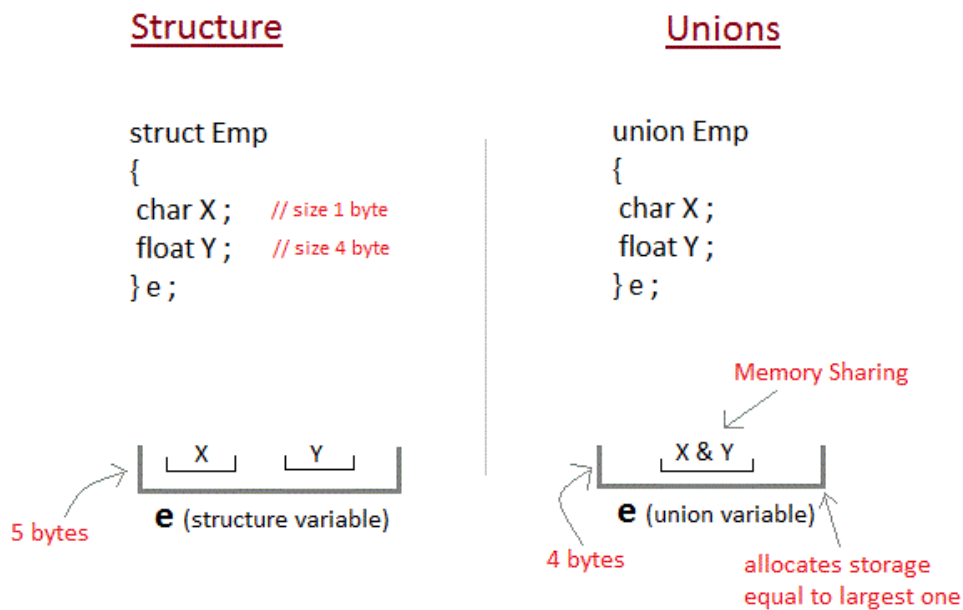 Structure
struct Emp
{
char X ; // size 1 byte
float Y ; // size 4 byte
} e ;
X Y
e (structure variable)
5 bytes
Unions
union Emp
{
char X ;
float Y ;
} e ;
Memory Sharing
X & Y
e (union variable)
4 bytes
allocates storage
equal to largest one